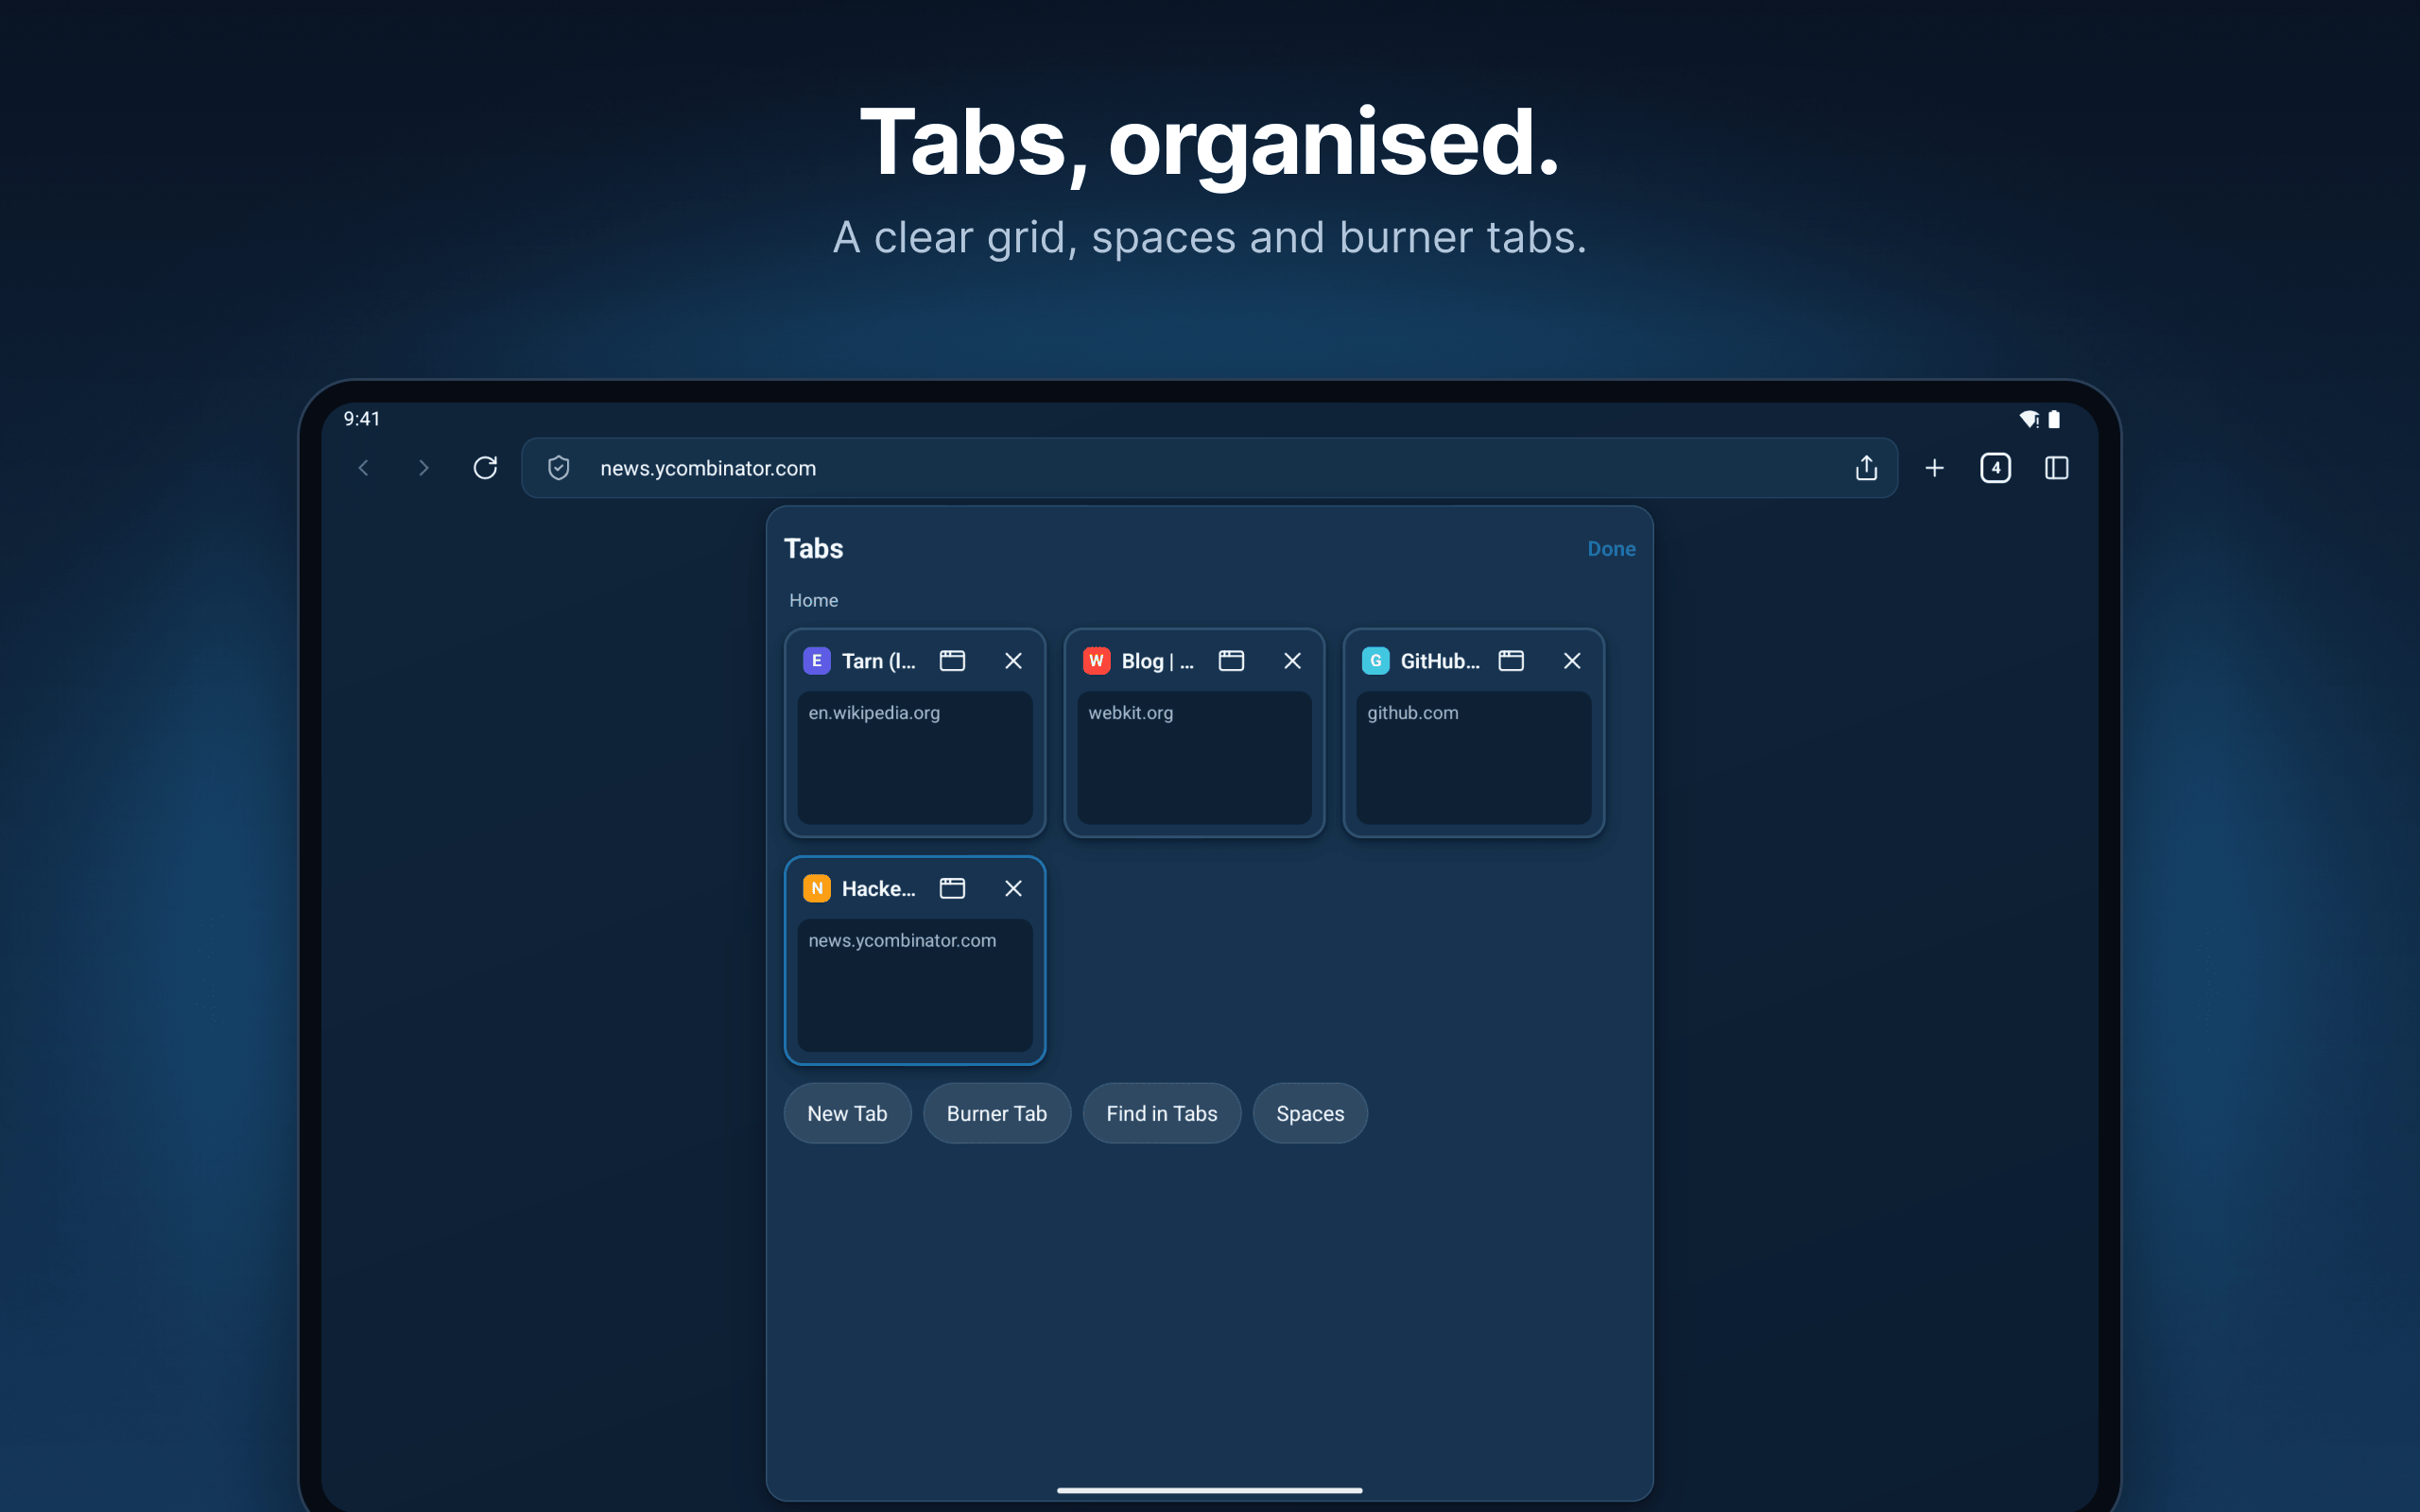 Tabs, organised.
A clear grid, spaces and burner tabs.
9:41
news.ycombinator.com
4
Tabs
Done
Home
E Tarn (l...
W Blog | ...
G GitHub...
en.wikipedia.org
webkit.org
github.com
N Hacke...
news.ycombinator.com
New Tab
Burner Tab
Find in Tabs
Spaces